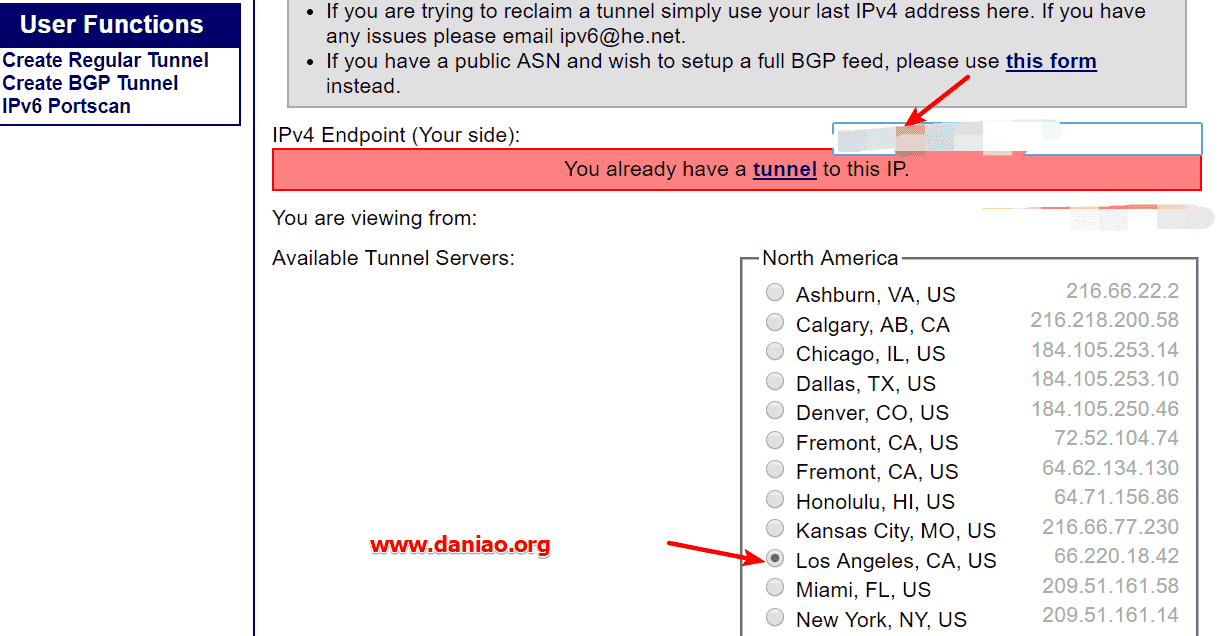 User Functions
Create Regular Tunnel
Create BGP Tunnel
IPv6 Portscan
• If you are trying to reclaim a tunnel simply use your last IPv4 address here. If you have
any issues please email ipv6@he.net.
• If you have a public ASN and wish to setup a full BGP feed, please use this form
instead.
IPv4 Endpoint (Your side):
You already have a tunnel to this IP.
You are viewing from:
Available Tunnel Servers:
North America
Ashburn, VA, US 216.66.22.2
Calgary, AB, CA 216.218.200.58
Chicago, IL, US 184.105.253.14
Dallas, TX, US 184.105.253.10
Denver, CO, US 184.105.250.46
Fremont, CA, US 72.52.104.74
Fremont, CA, US 64.62.134.130
Honolulu, HI, US 64.71.156.86
Kansas City, MO, US 216.66.77.230
Los Angeles, CA, US 66.220.18.42
Miami, FL, US 209.51.161.58
New York, NY, US 209.51.161.14
www.daniao.org